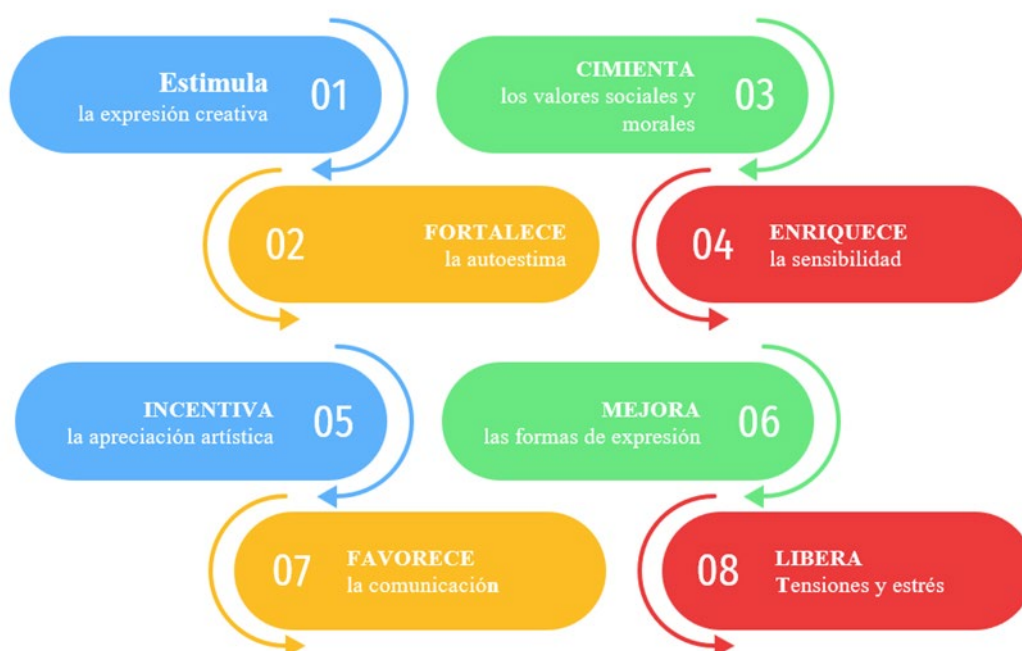 Estimula
la expresión creativa
01
02
FORTALECE
la autoestima
CIMIENTA
los valores sociales y
morales
03
04
ENRIQUECE
la sensibilidad
INCENTIVA
la apreciación artística
05
MEJORA
las formas de expresión
06
07
FAVORECE
la comunicación
08
LIBERA
Tensiones y estrés